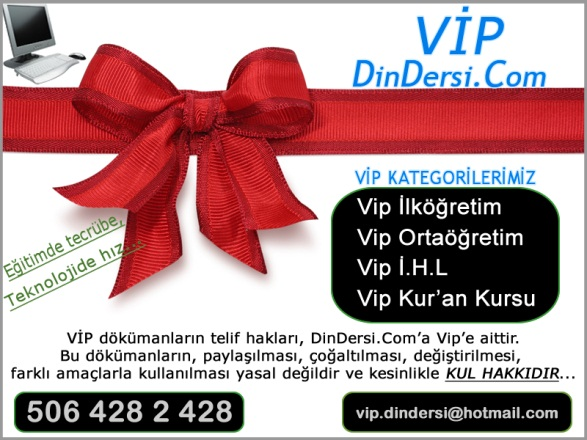 VİP
DinDersi.Com
VİP KATEGORİLERİMİZ
Vip İlköğretim
Vip Ortaöğretim
Vip İ.H.L
Vip Kur'an Kursu
Eğitimde tecrübe,
Teknolojide hız...
VİP dökümanların telif hakları, DinDersi.Com'a Vip'e aittir.
Bu dökümanların, paylaşılması, çoğaltılması, değiştirilmesi,
farklı amaçlarla kullanılması yasal değildir ve kesinlikle KUL HAKKIDIR...
506 428 2 428
vip.dindersi@hotmail.com